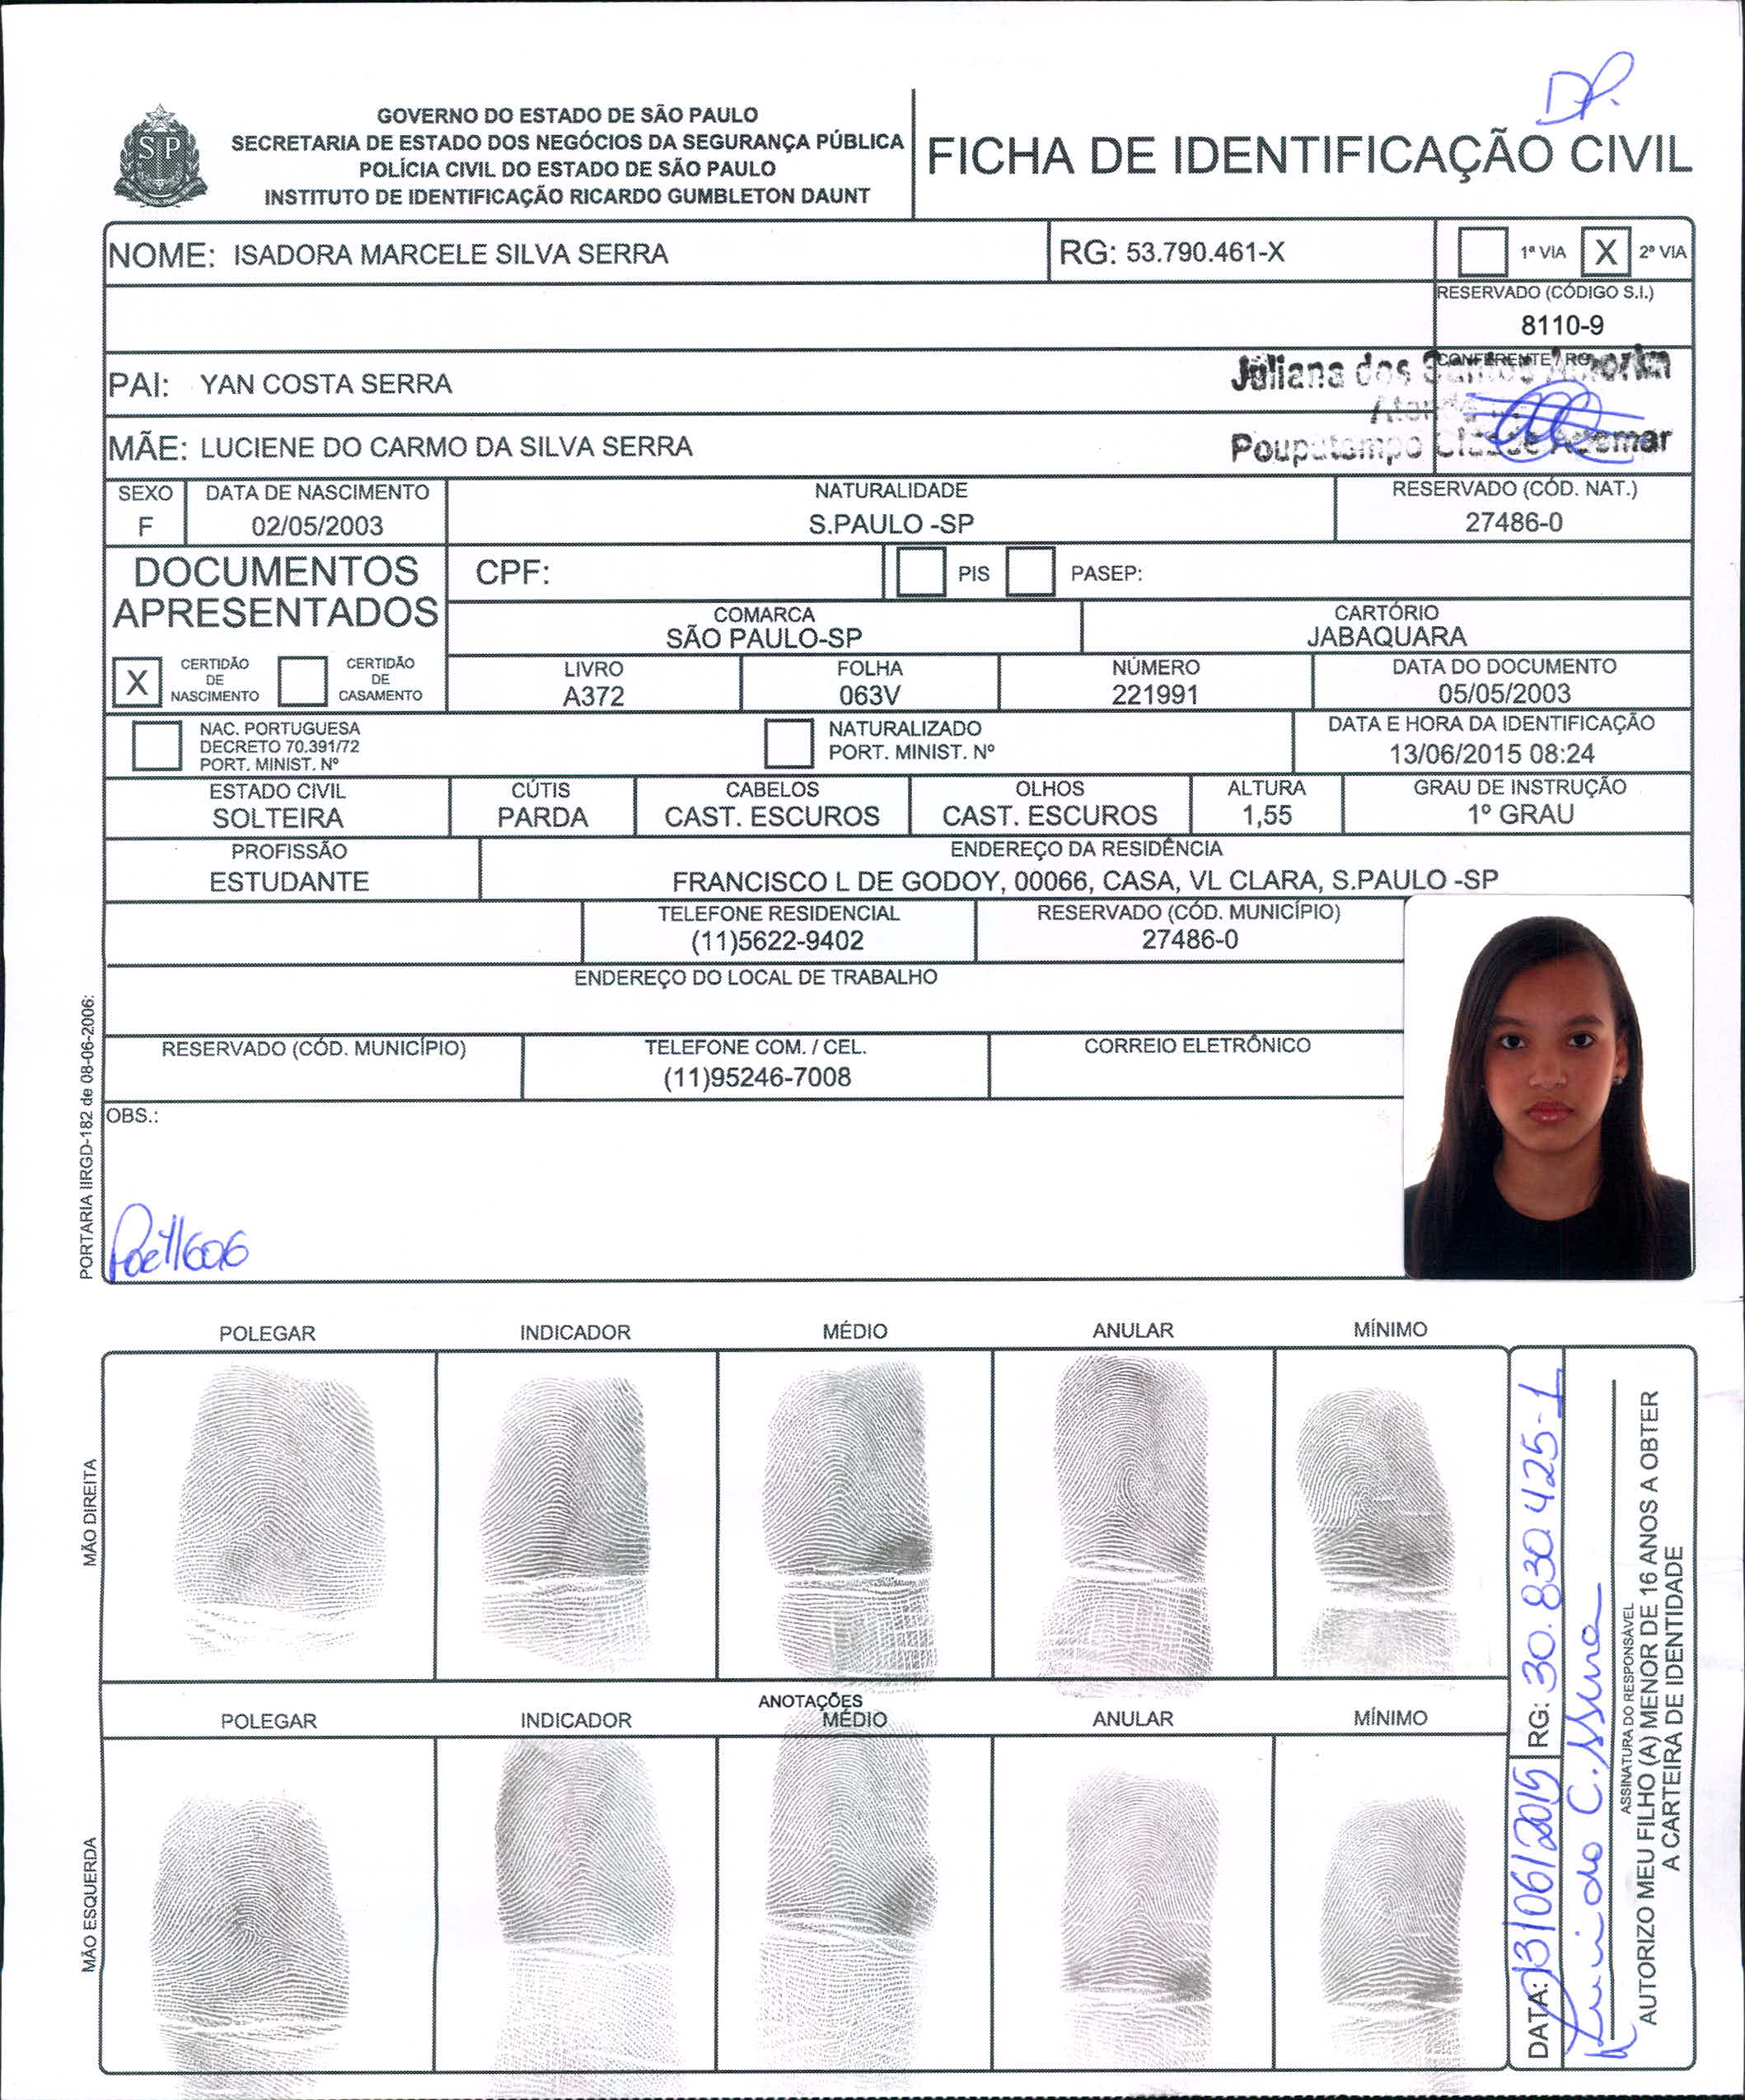 DP.
GOVERNO DO ESTADO DE SÃO PAULO
SECRETARIA DE ESTADO DOS NEGÓCIOS DA SEGURANÇA PÚBLICA
POLÍCIA CIVIL DO ESTADO DE SÃO PAULO
INSTITUTO DE IDENTIFICAÇÃO RICARDO GUMBLETON DAUNT
SP
FICHA DE IDENTIFICAÇÃO CIVIL
NOME: ISADORA MARCELE SILVA SERRA RG: 53.790.461-X 1ª VIA X 2ª VIA
RESERVADO (CÓDIGO S.I.)
8110-9
PAI: YAN COSTA SERRA
CONFERENTE / RG
Juliana dos Santos
MÃE: LUCIENE DO CARMO DA SILVA SERRA
Poupatempo Cidade Ademar
SEXO DATA DE NASCIMENTO NATURALIDADE RESERVADO (CÓD. NAT.)
F 02/05/2003 S.PAULO -SP 27486-0
DOCUMENTOS APRESENTADOS
CPF: PIS PASEP:
COMARCA CARTÓRIO
SÃO PAULO-SP JABAQUARA
X CERTIDÃO DE NASCIMENTO CERTIDÃO DE CASAMENTO
LIVRO FOLHA NÚMERO DATA DO DOCUMENTO
A372 063V 221991 05/05/2003
NAC. PORTUGUESA
DECRETO 70.391/72
PORT. MINIST. Nº
NATURALIZADO
PORT. MINIST. Nº
DATA E HORA DA IDENTIFICAÇÃO
13/06/2015 08:24
ESTADO CIVIL CÚTIS CABELOS OLHOS ALTURA GRAU DE INSTRUÇÃO
SOLTEIRA PARDA CAST. ESCUROS CAST. ESCUROS 1,55 1º GRAU
PROFISSÃO ENDEREÇO DA RESIDÊNCIA
ESTUDANTE FRANCISCO L DE GODOY, 00066, CASA, VL CLARA, S.PAULO -SP
TELEFONE RESIDENCIAL RESERVADO (CÓD. MUNICÍPIO)
(11)5622-9402 27486-0
ENDEREÇO DO LOCAL DE TRABALHO
RESERVADO (CÓD. MUNICÍPIO) TELEFONE COM. / CEL. CORREIO ELETRÔNICO
(11)95246-7008
OBS.:
PORTARIA IIRGD-182 de 08-06-2006:
POLEGAR INDICADOR MÉDIO ANULAR MÍNIMO
MÃO DIREITA
ANOTAÇÕES
POLEGAR INDICADOR MÉDIO ANULAR MÍNIMO
MÃO ESQUERDA
DATA: 13/06/2015 RG: 30.830.425-1
ASSINATURA DO RESPONSÁVEL
AUTORIZO MEU FILHO (A) MENOR DE 16 ANOS A OBTER
A CARTEIRA DE IDENTIDADE